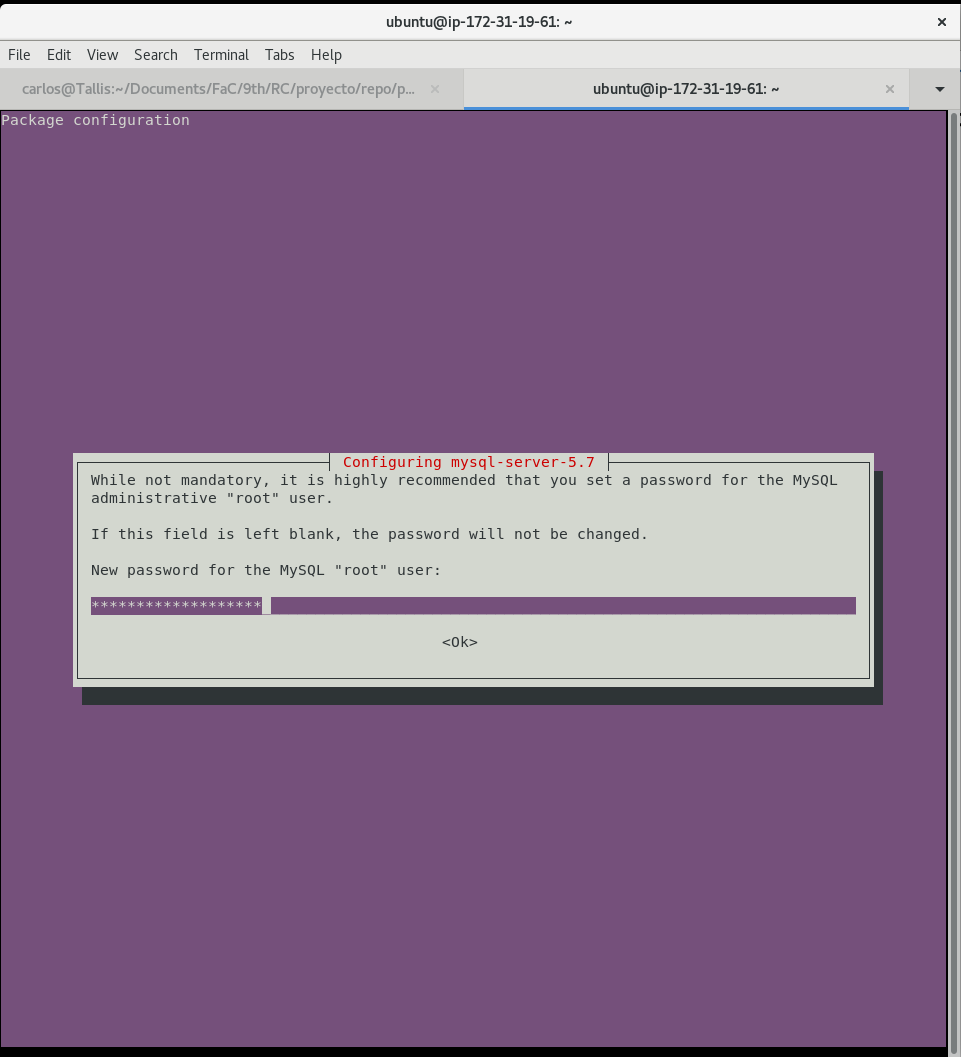 ubuntu@ip-172-31-19-61: ~
File Edit View Search Terminal Tabs Help
carlos@Tallis:~/Documents/FaC/9th/RC/proyecto/repo/p... ubuntu@ip-172-31-19-61: ~
Package configuration
Configuring mysql-server-5.7
While not mandatory, it is highly recommended that you set a password for the MySQL
administrative "root" user.
If this field is left blank, the password will not be changed.
New password for the MySQL "root" user:
*******************
<Ok>